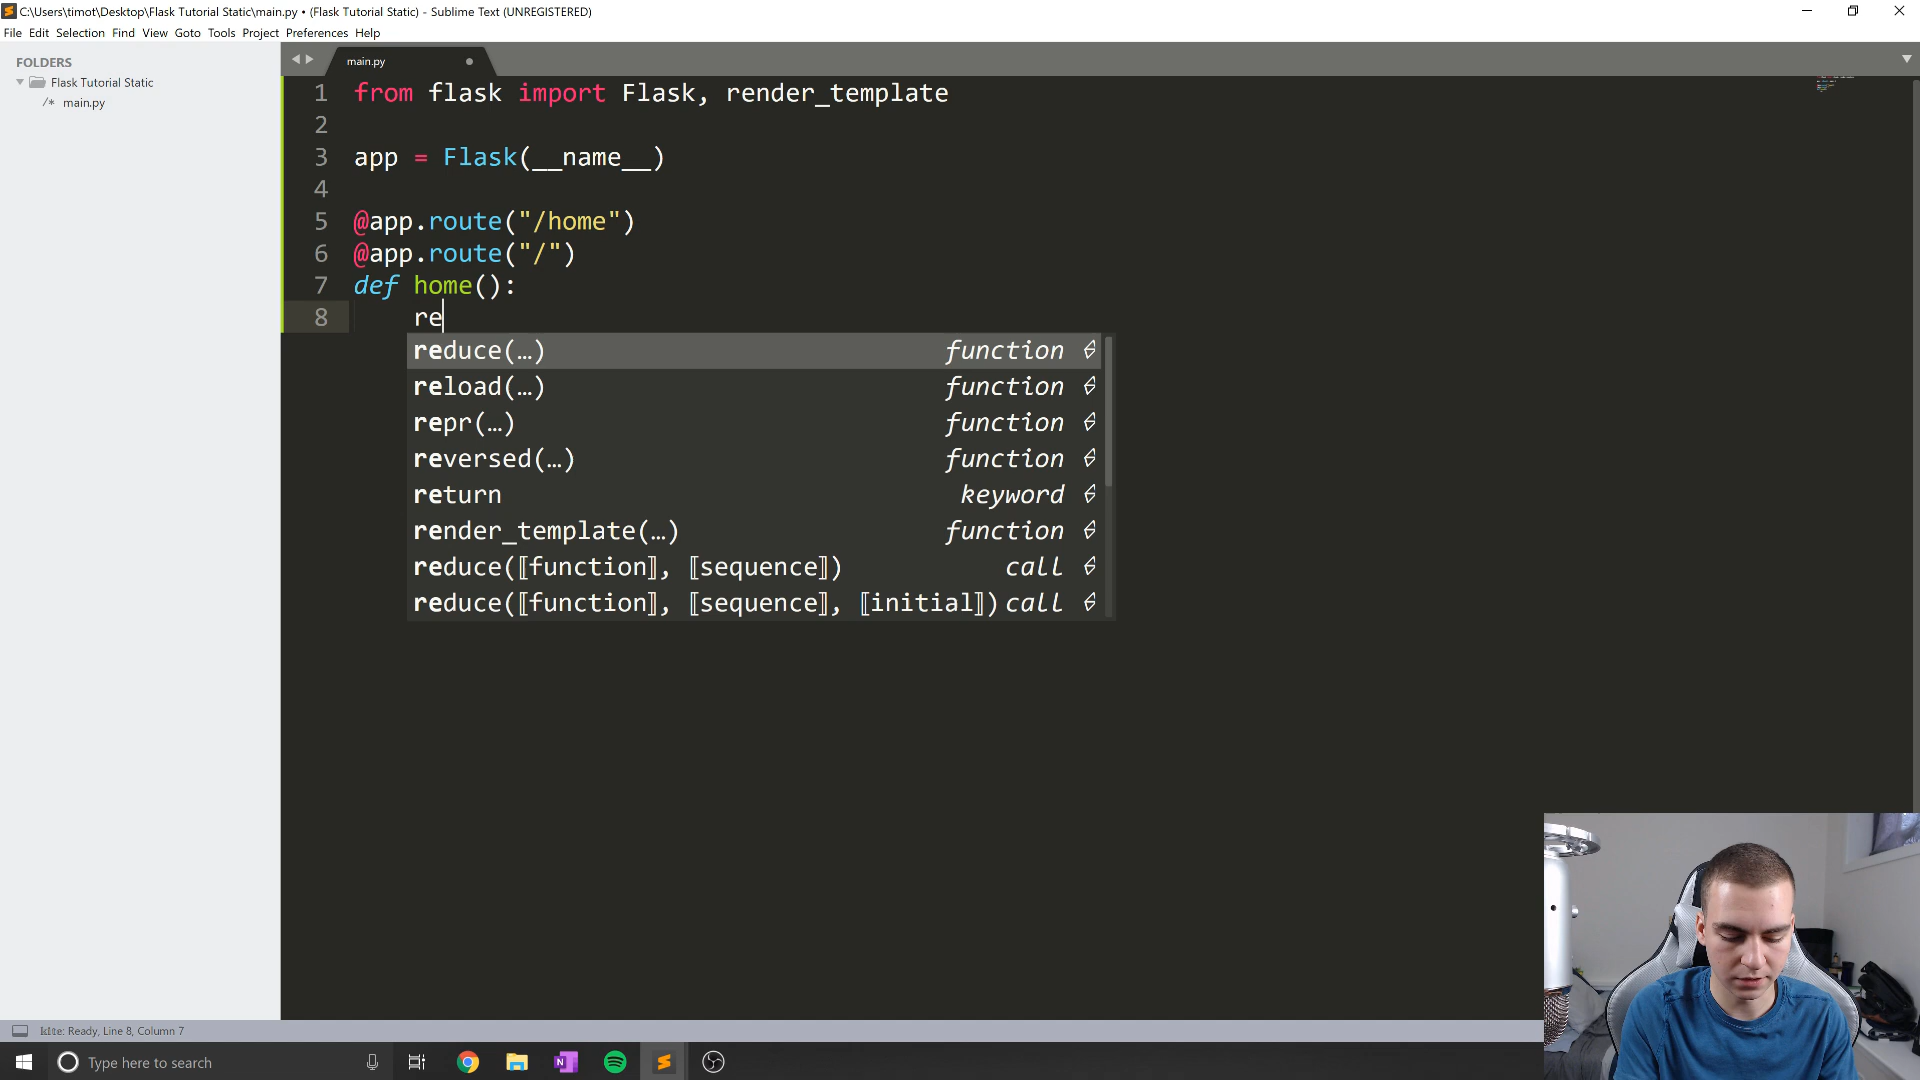 C:\Users\timot\Desktop\Flask Tutorial Static\main.py • (Flask Tutorial Static) - Sublime Text (UNREGISTERED)
File Edit Selection Find View Goto Tools Project Preferences Help
FOLDERS
Flask Tutorial Static
/* main.py
main.py
1 from flask import Flask, render_template
2
3 app = Flask(__name__)
4
5 @app.route("/home")
6 @app.route("/")
7 def home():
8 re
reduce(…) function
reload(…) function
repr(…) function
reversed(…) function
return keyword
render_template(…) function
reduce(⟦function⟧, ⟦sequence⟧) call
reduce(⟦function⟧, ⟦sequence⟧, ⟦initial⟧) call
kite: Ready, Line 8, Column 7
Type here to search